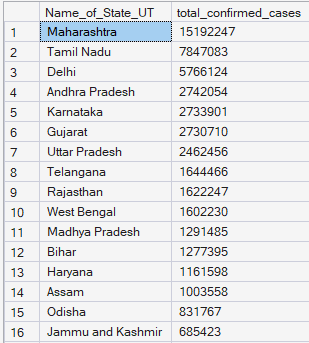 Name_of_State_UT total_confirmed_cases
1 Maharashtra 15192247
2 Tamil Nadu 7847083
3 Delhi 5766124
4 Andhra Pradesh 2742054
5 Karnataka 2733901
6 Gujarat 2730710
7 Uttar Pradesh 2462456
8 Telangana 1644466
9 Rajasthan 1622247
10 West Bengal 1602230
11 Madhya Pradesh 1291485
12 Bihar 1277395
13 Haryana 1161598
14 Assam 1003558
15 Odisha 831767
16 Jammu and Kashmir 685423